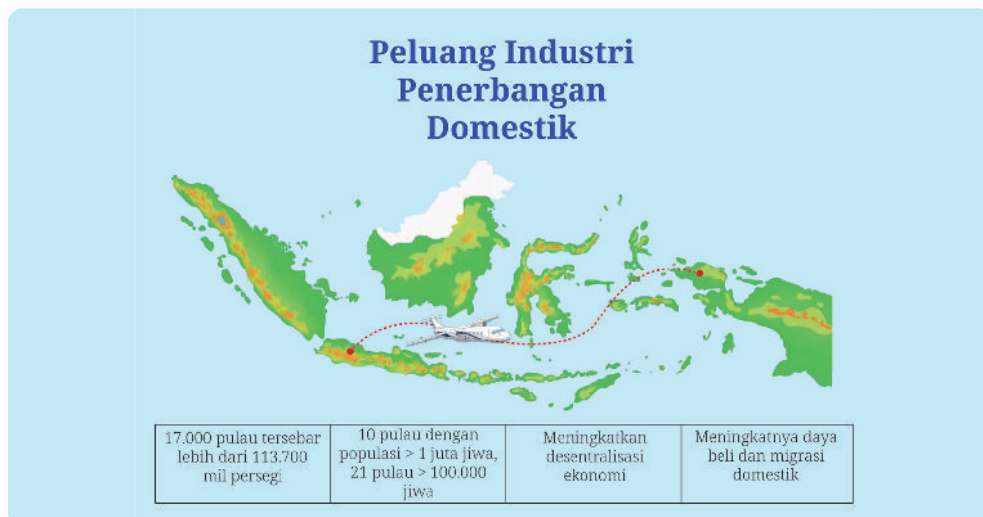 Peluang Industri
Penerbangan
Domestik
17.000 pulau tersebar
lebih dari 113.700
mil persegi
10 pulau dengan
populasi > 1 juta jiwa,
21 pulau > 100.000
jiwa
Meningkatkan
desentralisasi
ekonomi
Meningkatnya daya
beli dan migrasi
domestik